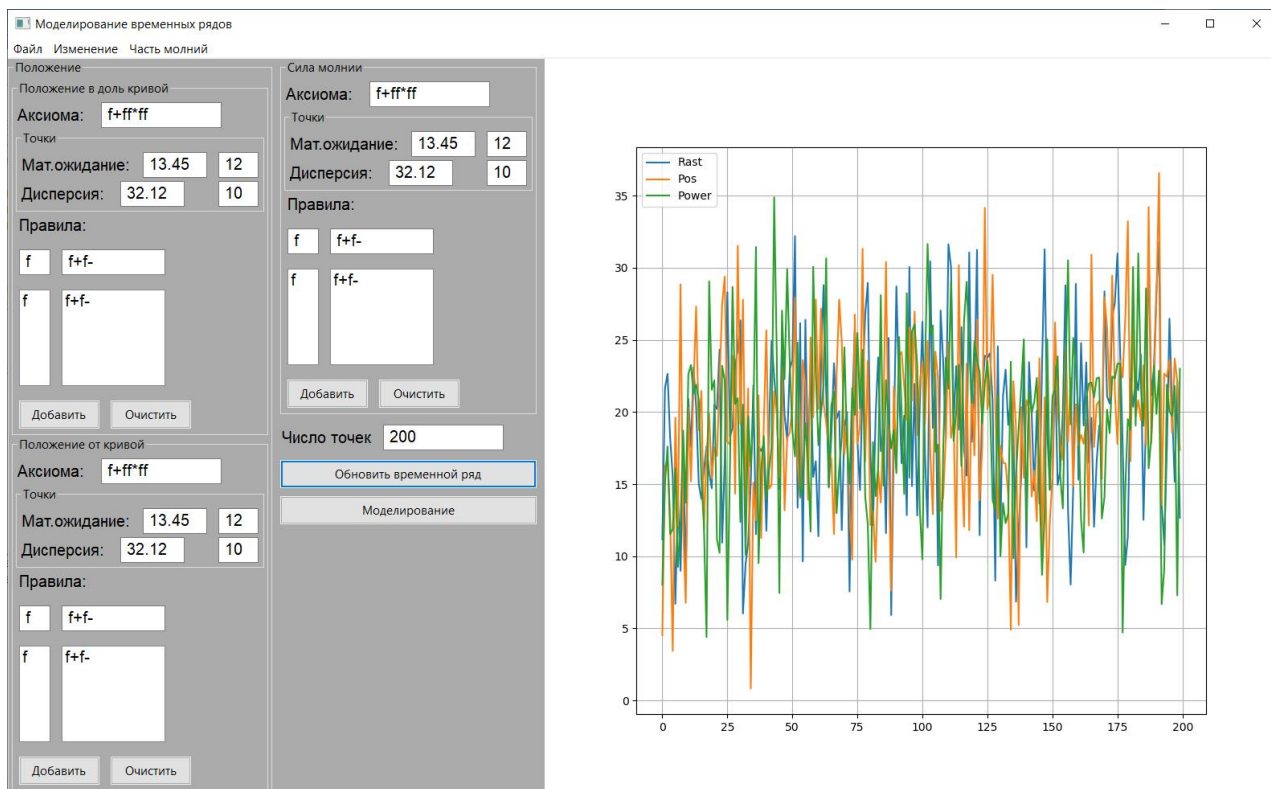 Моделирование временных рядов
Файл Изменение Часть молний
Положение
Положение в доль кривой
Аксиома: f+ff*ff
Точки
Мат.ожидание: 13.45 12
Дисперсия: 32.12 10
Правила:
f f+f-
f f+f-
Добавить Очистить
Положение от кривой
Аксиома: f+ff*ff
Точки
Мат.ожидание: 13.45 12
Дисперсия: 32.12 10
Правила:
f f+f-
f f+f-
Добавить Очистить
Сила молнии
Аксиома: f+ff*ff
Точки
Мат.ожидание: 13.45 12
Дисперсия: 32.12 10
Правила:
f f+f-
f f+f-
Добавить Очистить
Число точек 200
Обновить временной ряд
Моделирование
Rast
Pos
Power
35
30
25
20
15
10
5
0
0 25 50 75 100 125 150 175 200